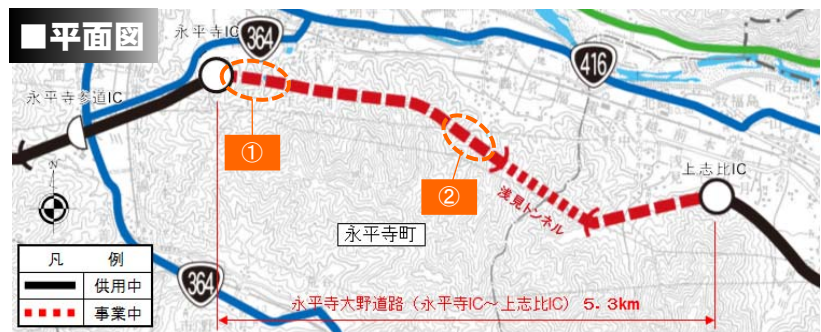 ■平面図
永平寺IC
364
416
永平寺参道IC
①
②
上志比IC
浅見トンネル
N
永平寺町
凡 例
供用中
事業中
364
永平寺大野道路（永平寺IC～上志比IC） 5．3km